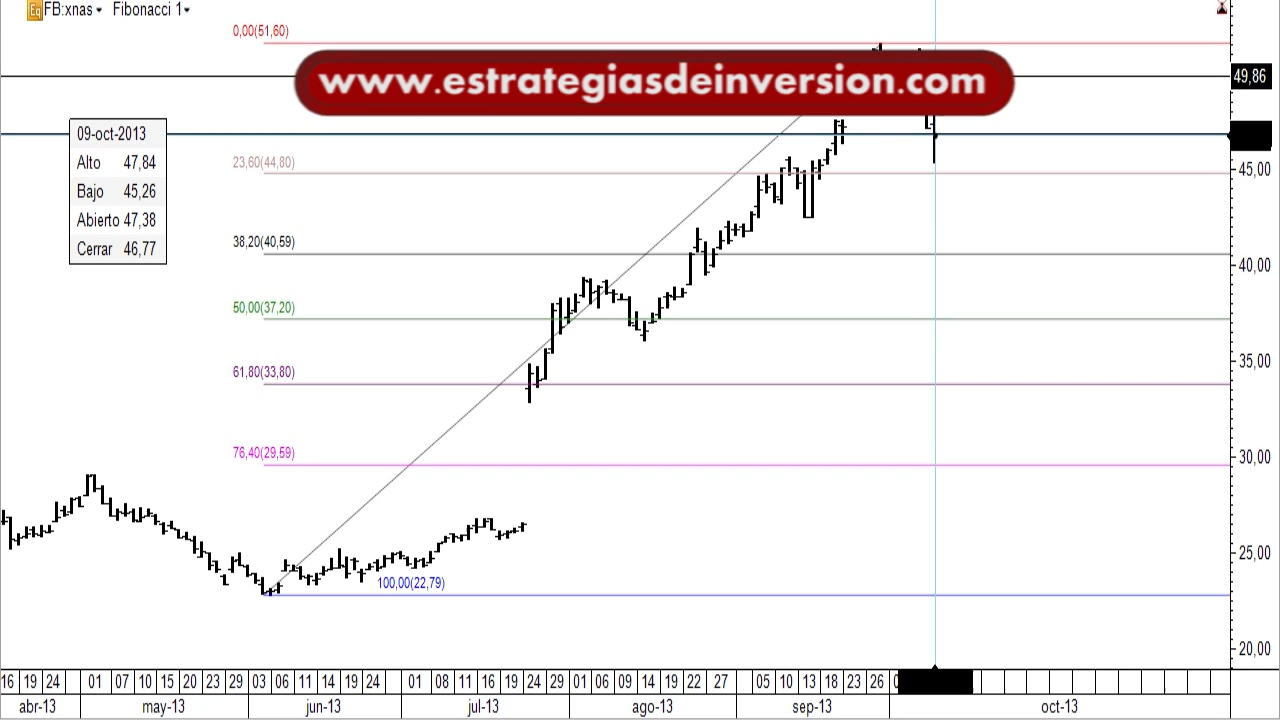 Eq FB:xnas Fibonacci 1
0,00(51,60)
www.estrategiasdeinversion.com
49,86
09-oct-2013
Alto 47,84
Bajo 45,26
Abierto 47,38
Cerrar 46,77
23,60(44,80)
45,00
38,20(40,59)
40,00
50,00(37,20)
35,00
61,80(33,80)
76,40(29,59)
30,00
25,00
100,00(22,79)
20,00
16 19 24 01 07 10 15 20 23 29 03 06 11 14 19 24 01 08 11 16 19 24 30 01 06 09 14 19 22 27 05 10 13 18 23 26
abr-13 may-13 jun-13 jul-13 ago-13 sep-13 oct-13